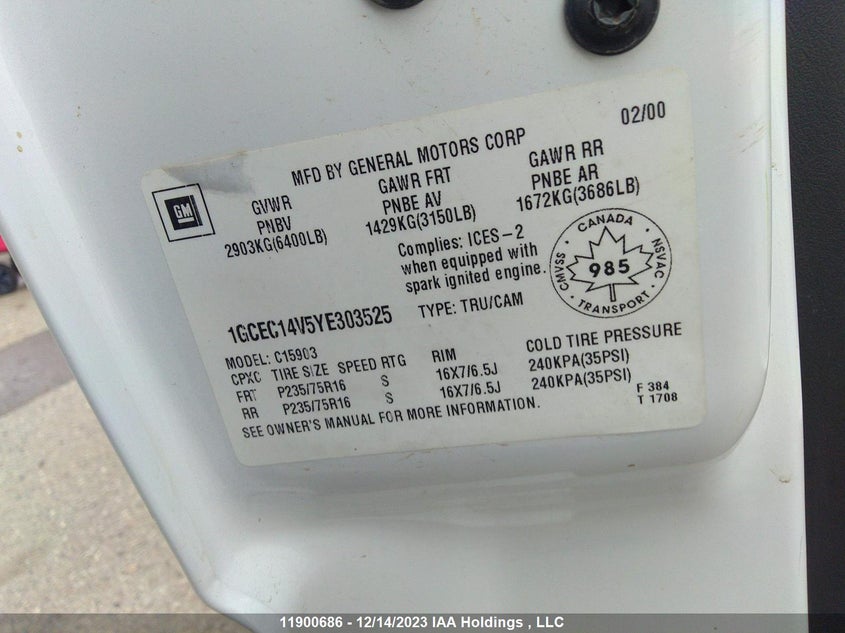 02/00
MFD BY GENERAL MOTORS CORP
GM
GVWR GAWR FRT GAWR RR
PNBV PNBE AV PNBE AR
2903KG(6400LB) 1429KG(3150LB) 1672KG(3686LB)
Complies: ICES-2
when equipped with
spark ignited engine.
CANADA
CMVSS 985 NSVAC
TRANSPORT
1GCEC14V5YE303525 TYPE: TRU/CAM
MODEL: C15903
CPXC TIRE SIZE SPEED RTG RIM COLD TIRE PRESSURE
FRT P235/75R16 S 16X7/6.5J 240KPA(35PSI)
RR P235/75R16 S 16X7/6.5J 240KPA(35PSI)
SEE OWNER'S MANUAL FOR MORE INFORMATION.
F 384
T 1708
11900686 - 12/14/2023 IAA Holdings , LLC